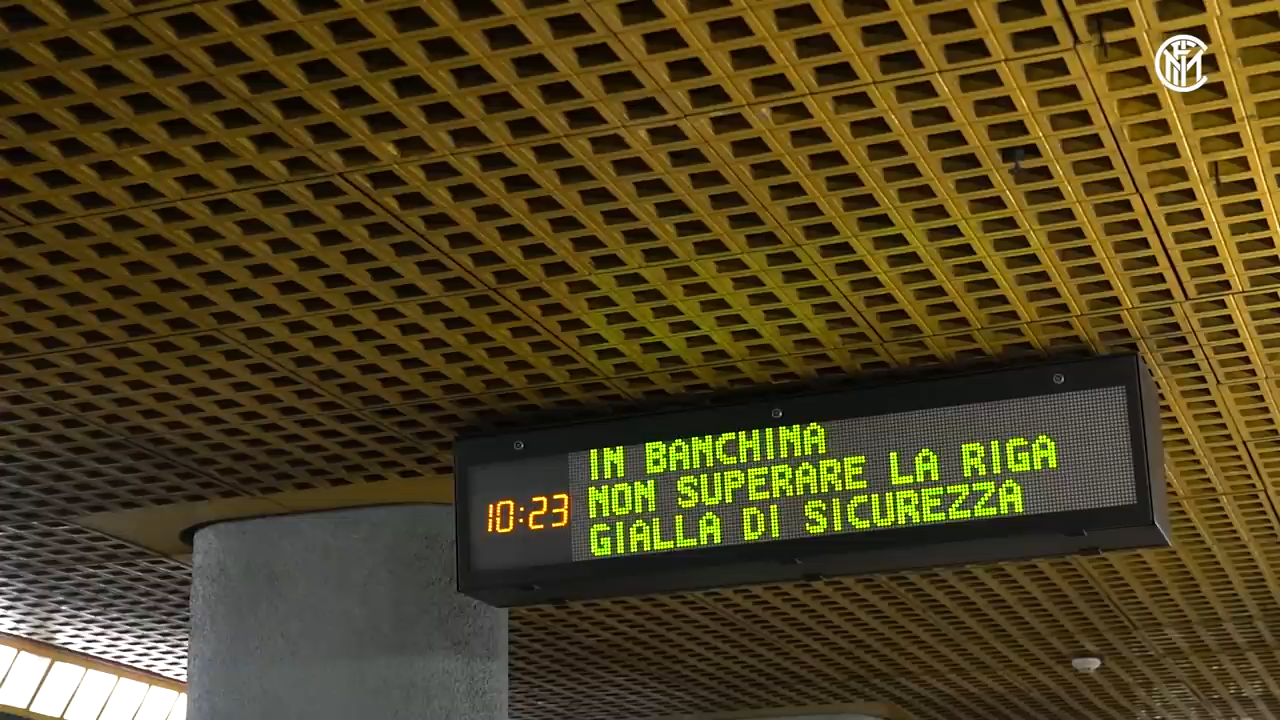 10:23
IN BANCHINA
NON SUPERARE LA RIGA
GIALLA DI SICUREZZA